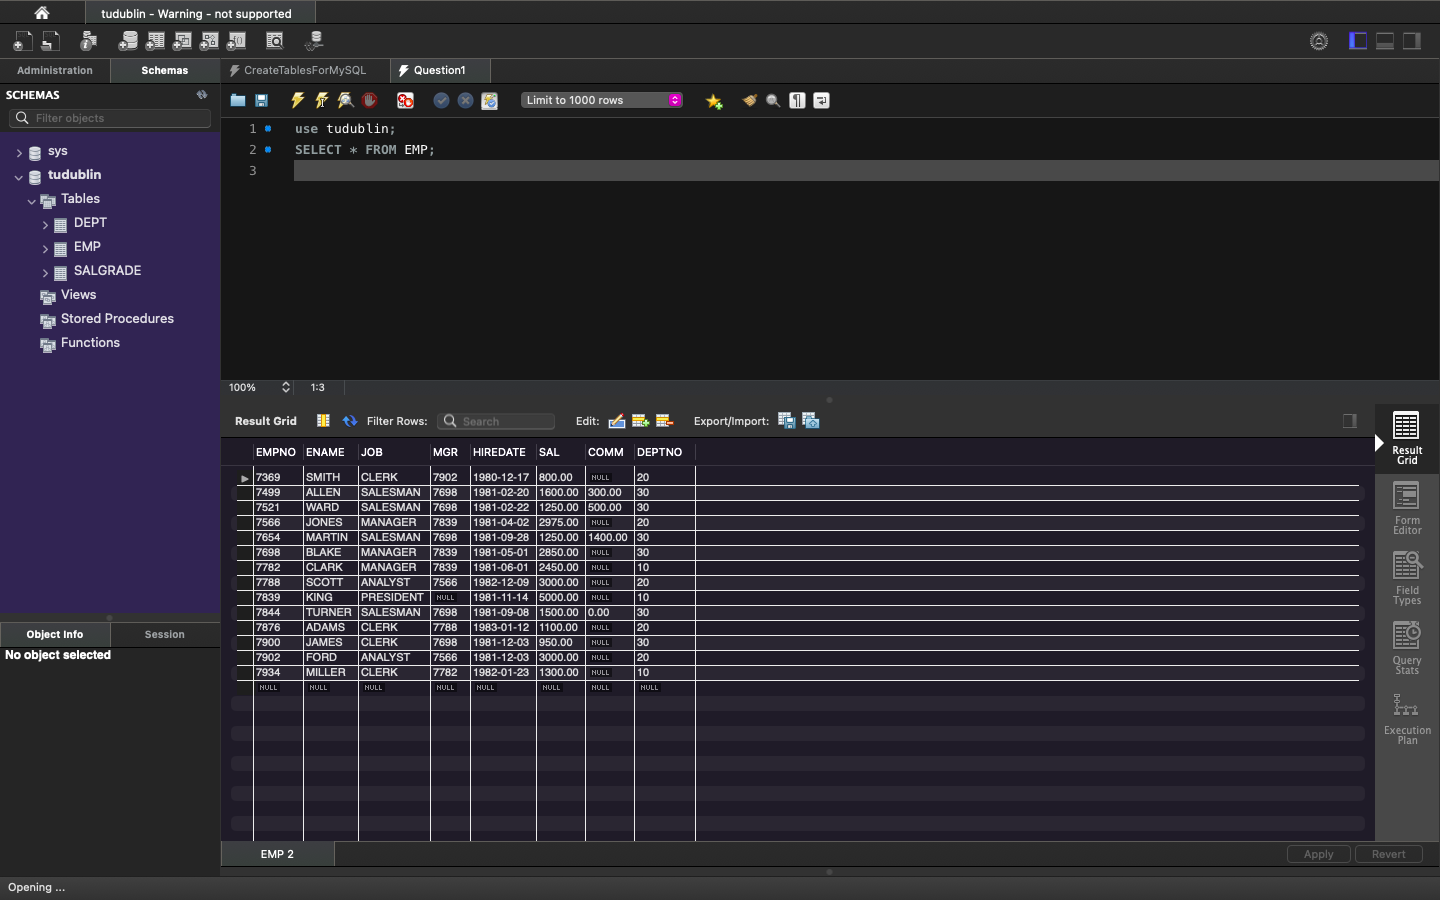 tudublin - Warning - not supported
Administration Schemas CreateTablesForMySQL Question1
SCHEMAS
Filter objects
Limit to 1000 rows
sys
tudublin
Tables
DEPT
EMP
SALGRADE
Views
Stored Procedures
Functions
1 use tudublin;
2 SELECT * FROM EMP;
3
100% 1:3
Result Grid Filter Rows: Search Edit: Export/Import:
EMPNO ENAME JOB MGR HIREDATE SAL COMM DEPTNO
7369 SMITH CLERK 7902 1980-12-17 800.00 NULL 20
7499 ALLEN SALESMAN 7698 1981-02-20 1600.00 300.00 30
7521 WARD SALESMAN 7698 1981-02-22 1250.00 500.00 30
7566 JONES MANAGER 7839 1981-04-02 2975.00 NULL 20
7654 MARTIN SALESMAN 7698 1981-09-28 1250.00 1400.00 30
7698 BLAKE MANAGER 7839 1981-05-01 2850.00 NULL 30
7782 CLARK MANAGER 7839 1981-06-01 2450.00 NULL 10
7788 SCOTT ANALYST 7566 1982-12-09 3000.00 NULL 20
7839 KING PRESIDENT NULL 1981-11-14 5000.00 NULL 10
7844 TURNER SALESMAN 7698 1981-09-08 1500.00 0.00 30
7876 ADAMS CLERK 7788 1983-01-12 1100.00 NULL 20
7900 JAMES CLERK 7698 1981-12-03 950.00 NULL 30
7902 FORD ANALYST 7566 1981-12-03 3000.00 NULL 20
7934 MILLER CLERK 7782 1982-01-23 1300.00 NULL 10
NULL NULL NULL NULL NULL NULL NULL NULL
Result
Grid
Form
Editor
Field
Types
Query
Stats
Execution
Plan
Object Info Session
No object selected
EMP 2
Apply Revert
Opening ...